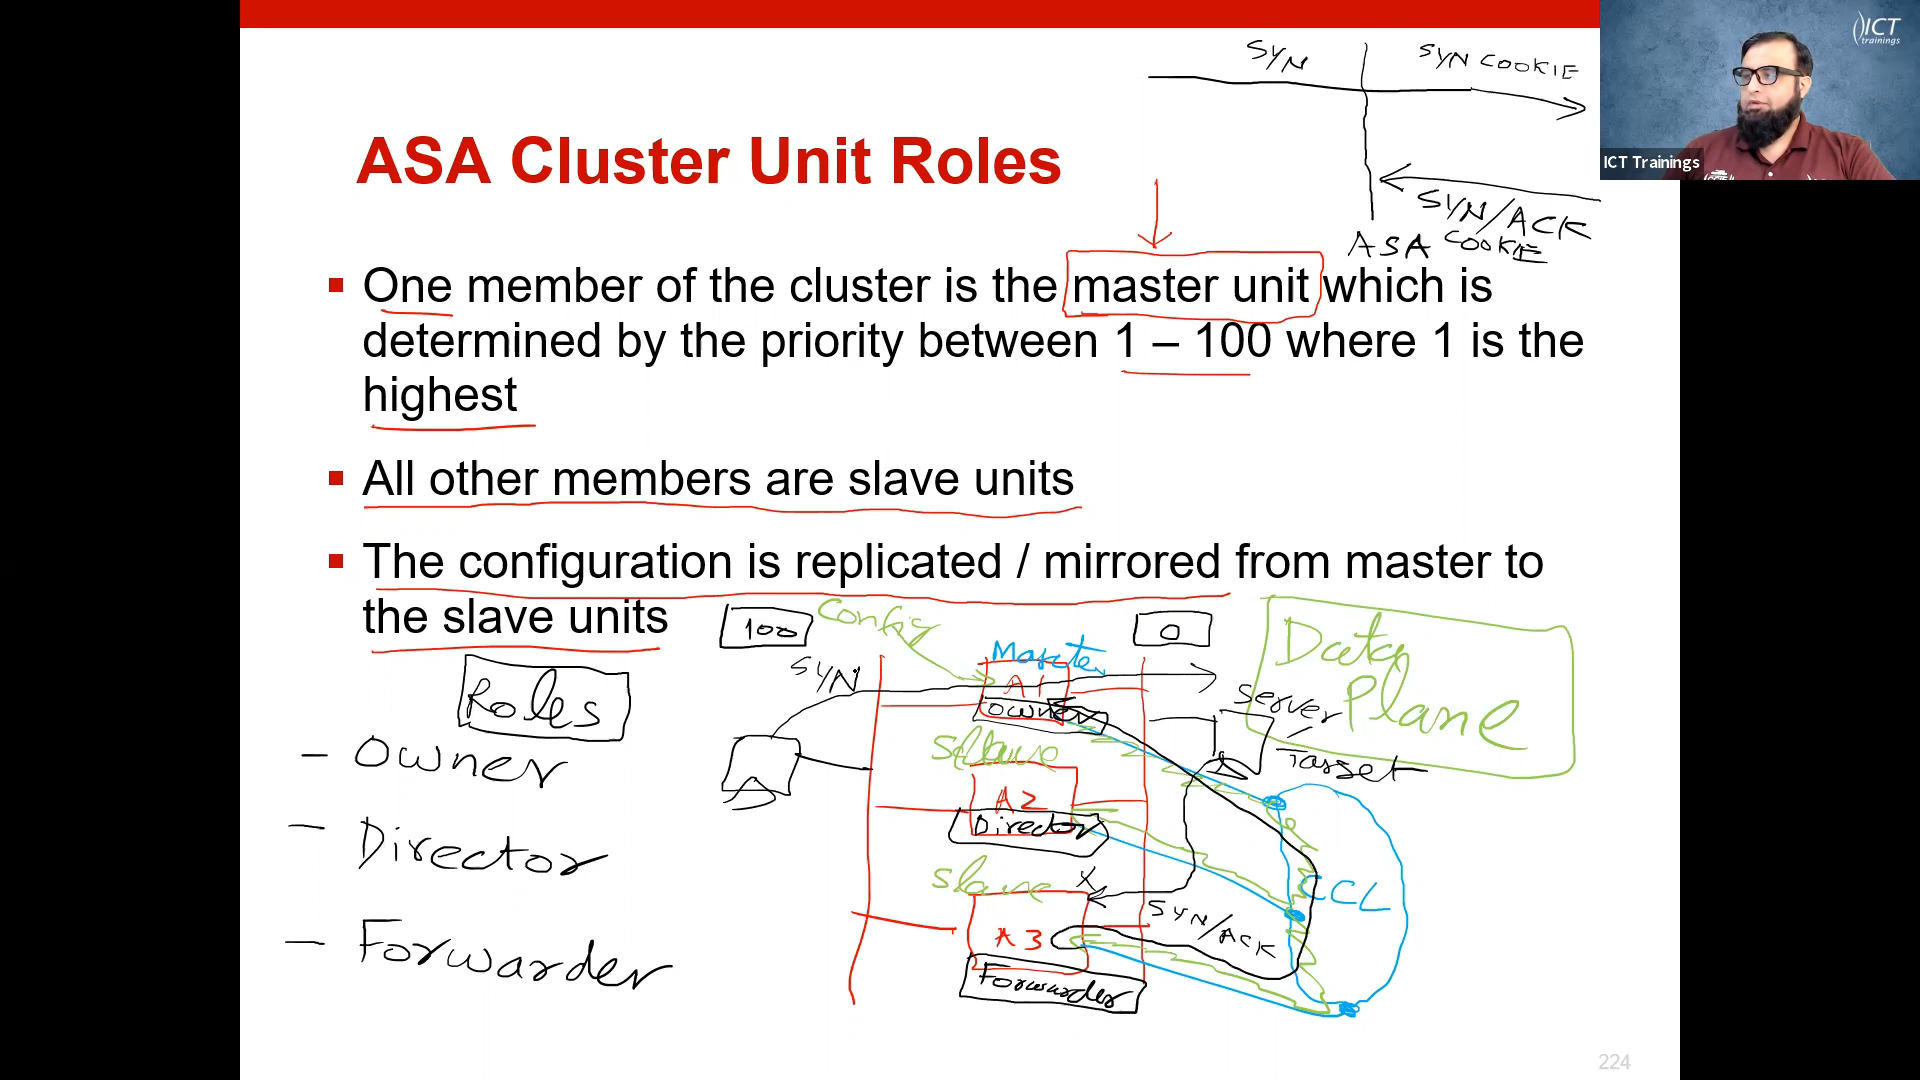 SYN
SYN COOKIE
ICT
trainings
ICT Trainings
ASA Cluster Unit Roles
SYN/ACK
COOKIE
ASA
One member of the cluster is the master unit which is
determined by the priority between 1 – 100 where 1 is the
highest
All other members are slave units
The configuration is replicated / mirrored from master to
the slave units
100
Config
0
Data
Plane
Master
SYN
A1
Owner
Roles
Server/
Target
- Owner
Slave
A2
Director
- Director
Slave
X
CCL
SYN/ACK
A3
- Forwarder
Forwarder
224